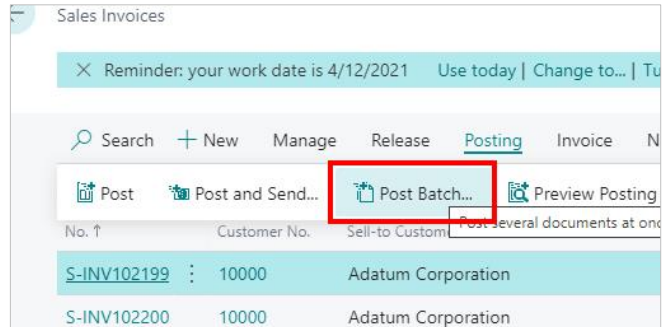 Sales Invoices
Reminder: your work date is 4/12/2021 Use today | Change to... | Tu
Search New Manage Release Posting Invoice N
Post Post and Send... Post Batch... Preview Posting
No. ↑ Customer No. Sell-to Custom Post several documents at onc
S-INV102199 10000 Adatum Corporation
S-INV102200 10000 Adatum Corporation